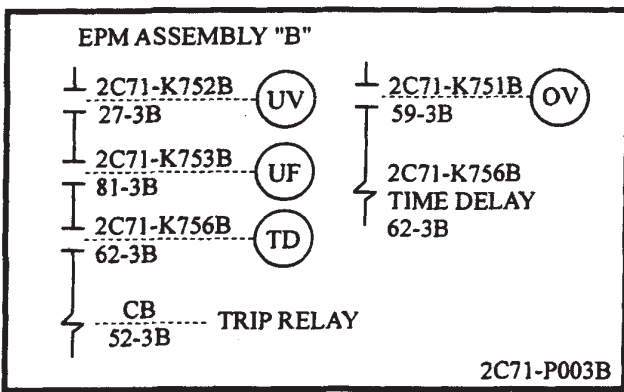 EPM ASSEMBLY "B"
2C71-K752B
27-3B
UV
2C71-K753B
81-3B
UF
2C71-K756B
62-3B
TD
CB
52-3B
TRIP RELAY
2C71-K751B
59-3B
OV
2C71-K756B
TIME DELAY
62-3B
2C71-P003B